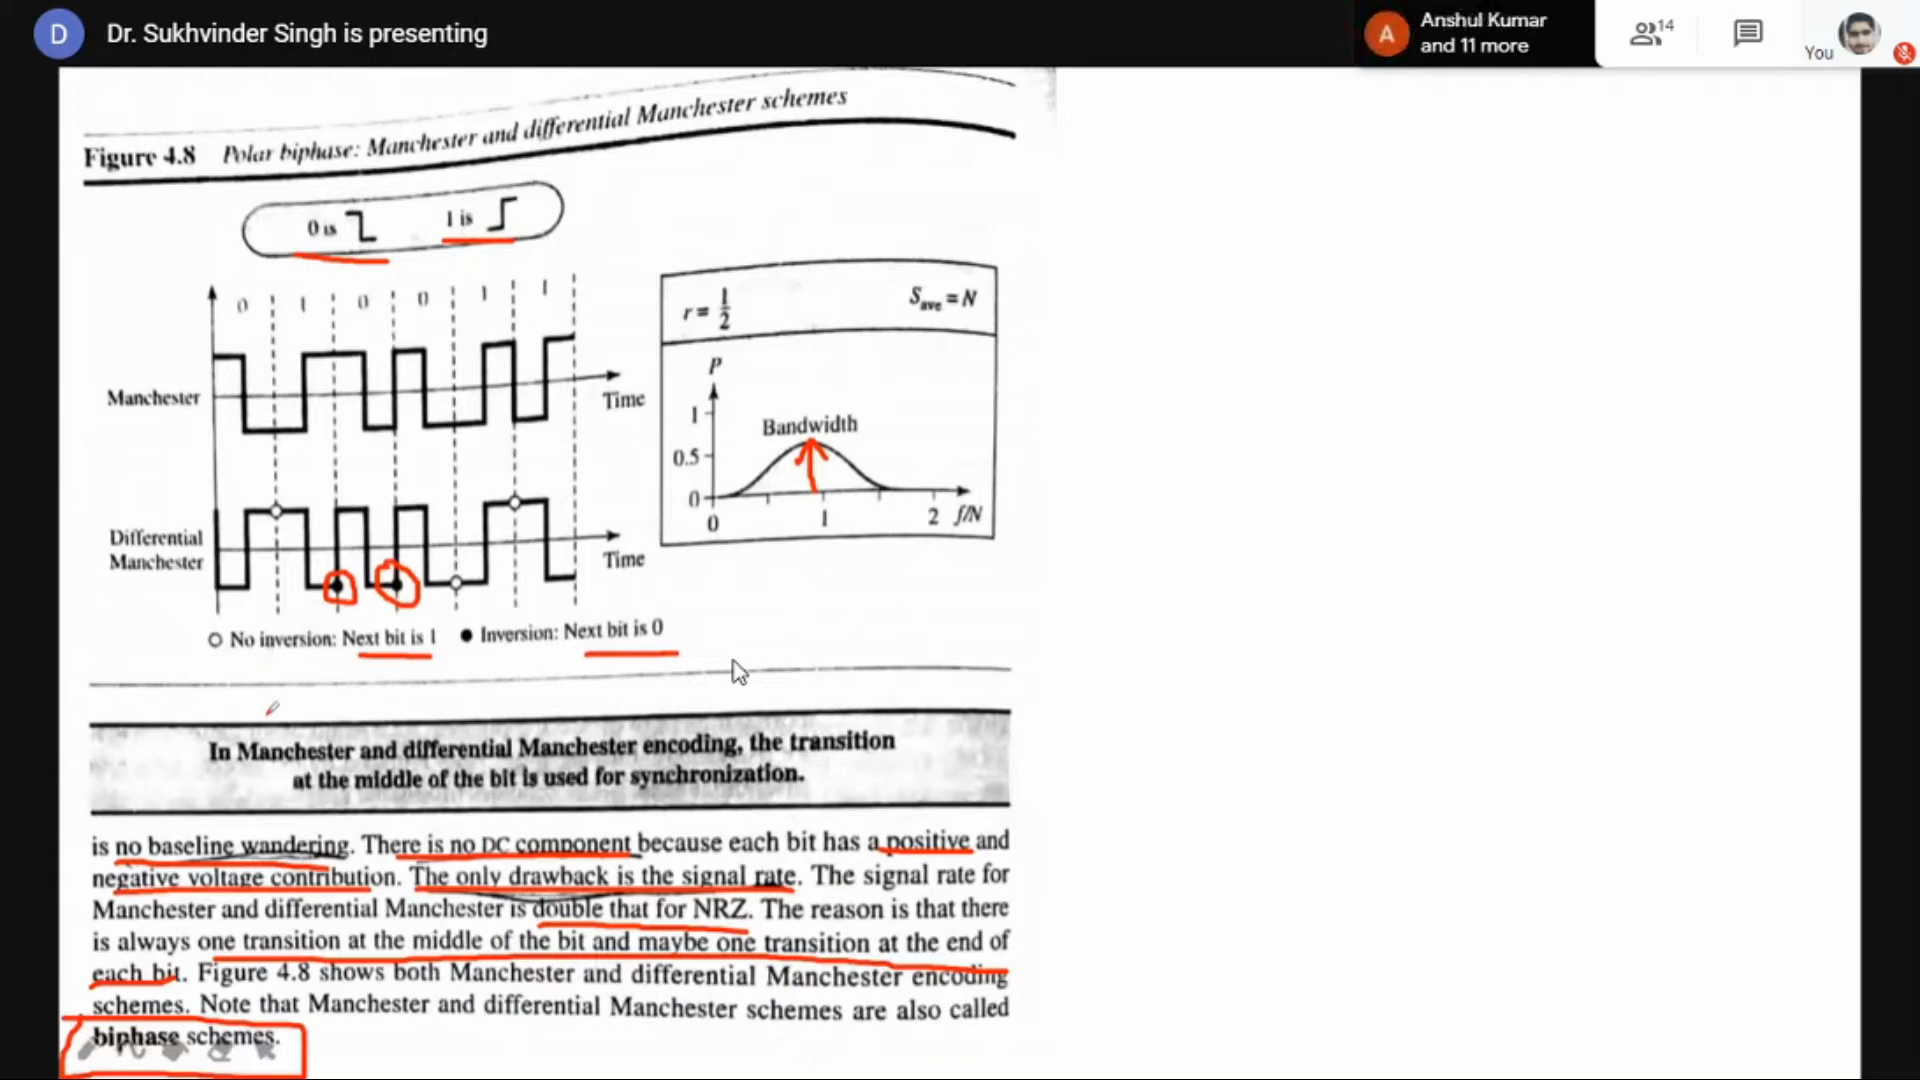 D
Dr. Sukhvinder Singh is presenting
A
Anshul Kumar
and 11 more
14
You
Figure 4.8 Polar biphase: Manchester and differential Manchester schemes
0 is 1 is
0 1 0 0 1 1
Manchester
Time
Differential
Manchester
Time
r = 1/2
Save = N
P
1
Bandwidth
0.5
0
0 1 2 f/N
No inversion: Next bit is 1 Inversion: Next bit is 0
In Manchester and differential Manchester encoding, the transition
at the middle of the bit is used for synchronization.
is no baseline wandering. There is no DC component because each bit has a positive and
negative voltage contribution. The only drawback is the signal rate. The signal rate for
Manchester and differential Manchester is double that for NRZ. The reason is that there
is always one transition at the middle of the bit and maybe one transition at the end of
each bit. Figure 4.8 shows both Manchester and differential Manchester encoding
schemes. Note that Manchester and differential Manchester schemes are also called
biphase schemes.